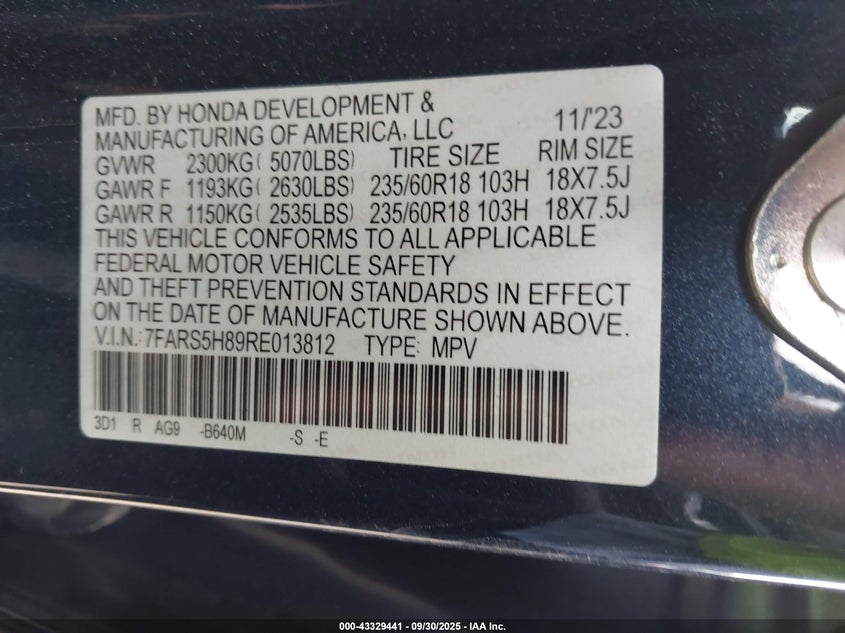 MFD. BY HONDA DEVELOPMENT &
MANUFACTURING OF AMERICA, LLC 11/'23
GVWR 2300KG( 5070LBS) TIRE SIZE RIM SIZE
GAWR F 1193KG( 2630LBS) 235/60R18 103H 18X7.5J
GAWR R 1150KG( 2535LBS) 235/60R18 103H 18X7.5J
THIS VEHICLE CONFORMS TO ALL APPLICABLE
FEDERAL MOTOR VEHICLE SAFETY
AND THEFT PREVENTION STANDARDS IN EFFECT
ON THE DATE OF MANUFACTURE SHOWN ABOVE.
V.I.N.:7FARS5H89RE013812 TYPE: MPV
3D1 R AG9 -B640M -S -E
000-43329441 - 09/30/2025 - IAA Inc.